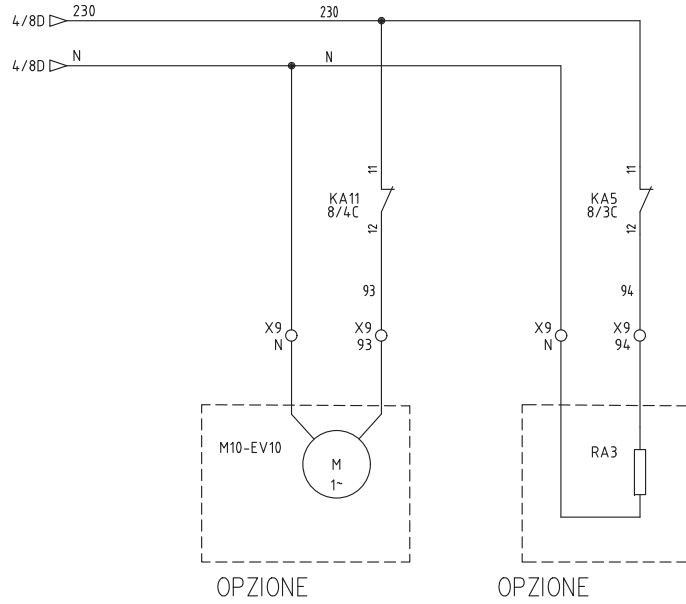 4/8D 230 230
4/8D N N
11 11
KA11 KA5
8/4C 8/3C
12 12
93 94
X9 X9 X9 X9
N 93 N 94
M10-EV10 M RA3
1~
OPZIONE OPZIONE